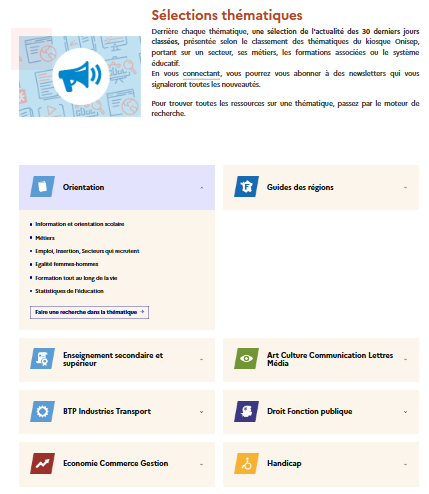 Sélections thématiques
Derrière chaque thématique, une sélection de l'actualité des 30 derniers jours
classées, présentée selon le classement des thématiques du kiosque Onisep,
portant sur un secteur, ses métiers, les formations associées ou le système
éducatif.
En vous connectant, vous pourrez vous abonner à des newsletters qui vous
signaleront toutes les nouveautés.
Pour trouver toutes les ressources sur une thématique, passez par le moteur de
recherche.
Orientation
Guides des régions
Information et orientation scolaire
Métiers
Emploi, Insertion, Secteurs qui recrutent
Egalité femmes-hommes
Formation tout au long de la vie
Statistiques de l'éducation
Faire une recherche dans la thématique →
Enseignement secondaire et
supérieur
Art Culture Communication Lettres
Média
BTP Industries Transport
Droit Fonction publique
Economie Commerce Gestion
Handicap